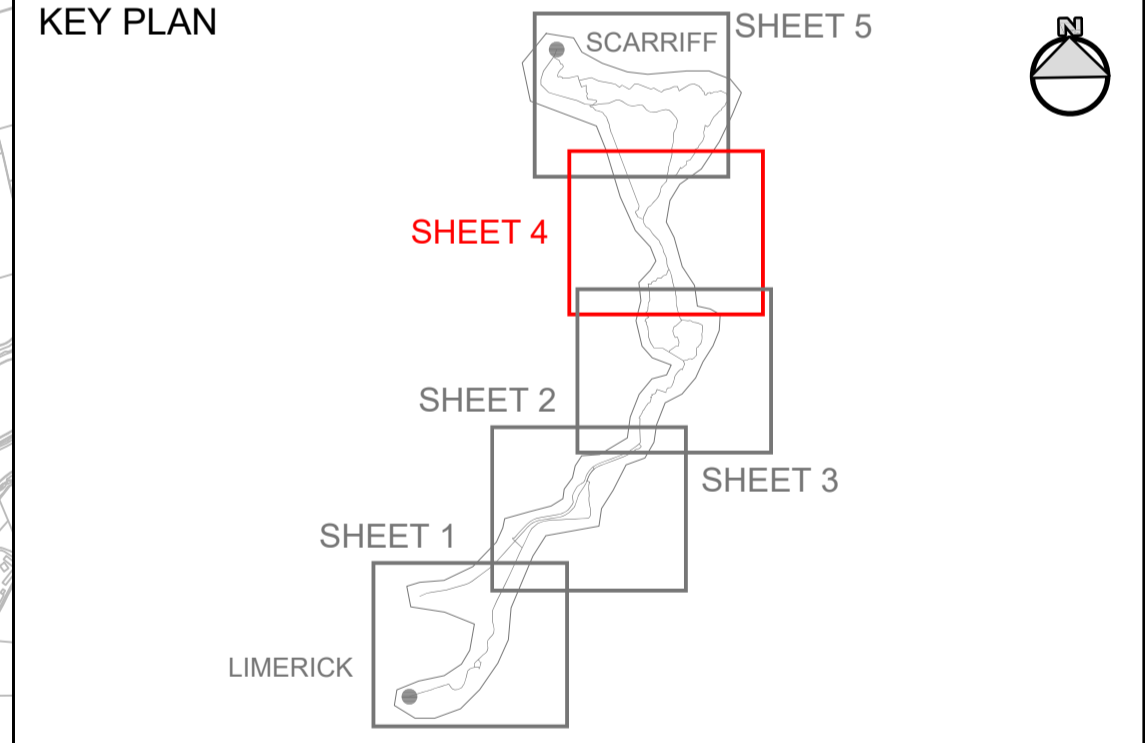 KEY PLAN
SHEET 5
N
SCARRIFF
SHEET 4
SHEET 2
SHEET 3
SHEET 1
LIMERICK